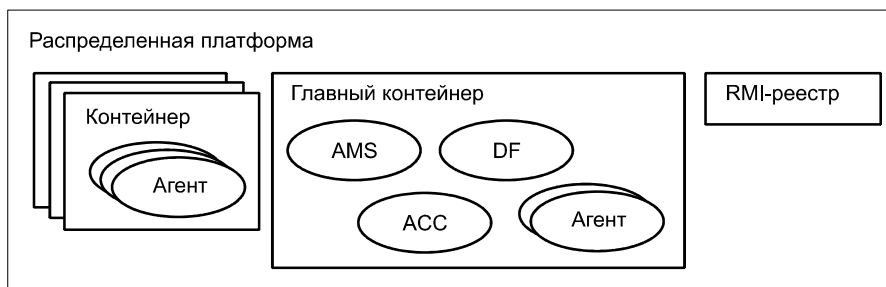 Распределенная платформа
Контейнер
Агент
Главный контейнер
AMS
DF
ACC
Агент
RMI-реестр